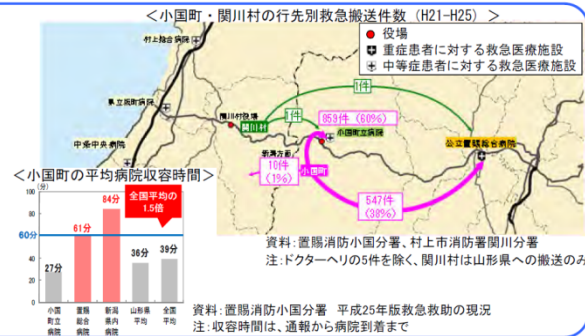 ＜小国町・関川村の行先別救急搬送件数（H21-H25）＞
役場
重症患者に対する救急医療施設
中等症患者に対する救急医療施設
村上総合病院
県立坂町病院
関川村役場
関川村
中条中央病院
1件
1件
859件（60%）
小国町立病院
公立置賜総合病院
新潟方面
10件
（1%）
小国町
547件
（38%）
＜小国町の平均病院収容時間＞
（分）
全国平均の
1.5倍
100
80
60分
40
20
0
27分
61分
84分
36分
39分
小国町立病院
置賜総合病院
新潟県内病院
山形県平均
全国平均
資料：置賜消防小国分署、村上市消防署関川分署
注：ドクターヘリの5件を除く、関川村は山形県への搬送のみ
資料：置賜消防小国分署　平成25年版救急救助の現況
注：収容時間は、通報から病院到着まで